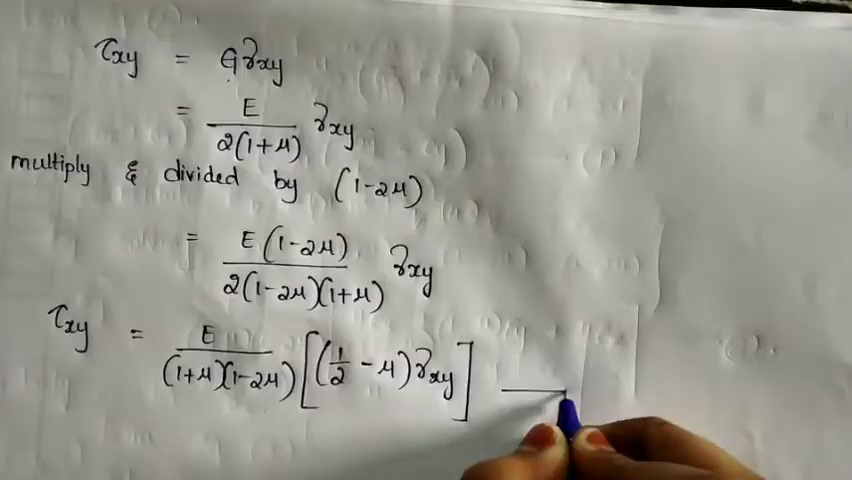 τxy = Gγxy
= E / 2(1+μ) γxy
multiply & divided by (1-2μ)
= E(1-2μ) / 2(1-2μ)(1+μ) γxy
τxy = E / (1+μ)(1-2μ) [(1/2 - μ)γxy]